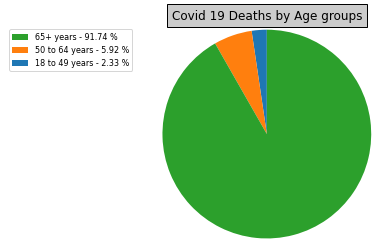 Covid 19 Deaths by Age groups
65+ years - 91.74 %
50 to 64 years - 5.92 %
18 to 49 years - 2.33 %